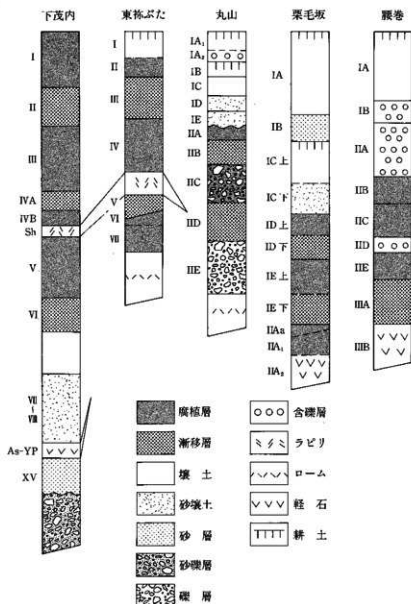 下茂内
I
II
III
IVA
IVB
Sh
V
VI
VII
~
VIII
As-YP
XV
東祢ぶた
I
II
III
IV
V
VI
VII
丸山
IA₁
IA₂
IB
IC
ID
IE
IIA
IIB
IIC
IID
IIE
栗毛坂
IA
IB
IC上
IC下
ID上
ID下
IE上
IE下
IIAa
IIA₁
IIA₂
腰巻
IA
IB
IIA
IIB
IIC
IID
IIE
IIIA
IIIB
腐植層
漸移層
壌土
砂壌土
砂層
砂礫層
礫層
含礫層
ラピリ
ローム
軽石
耕土